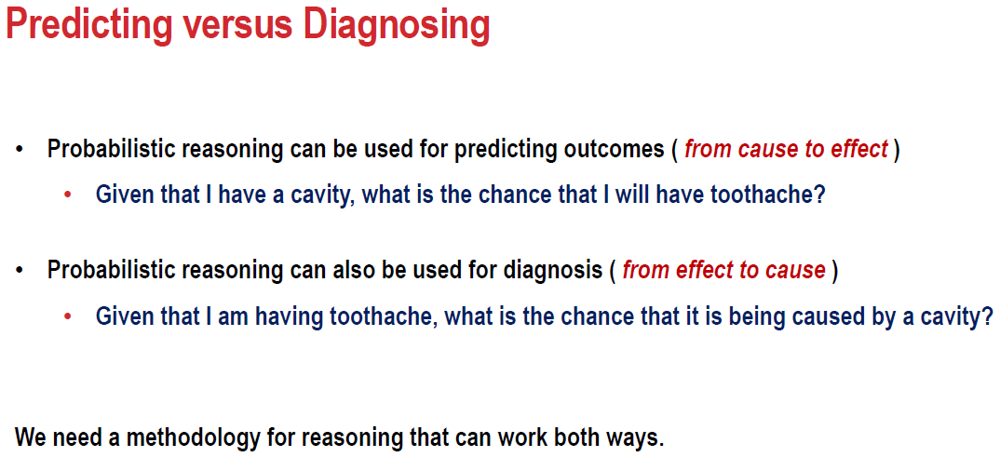 Predicting versus Diagnosing
• Probabilistic reasoning can be used for predicting outcomes ( from cause to effect )
• Given that I have a cavity, what is the chance that I will have toothache?
• Probabilistic reasoning can also be used for diagnosis ( from effect to cause )
• Given that I am having toothache, what is the chance that it is being caused by a cavity?
We need a methodology for reasoning that can work both ways.